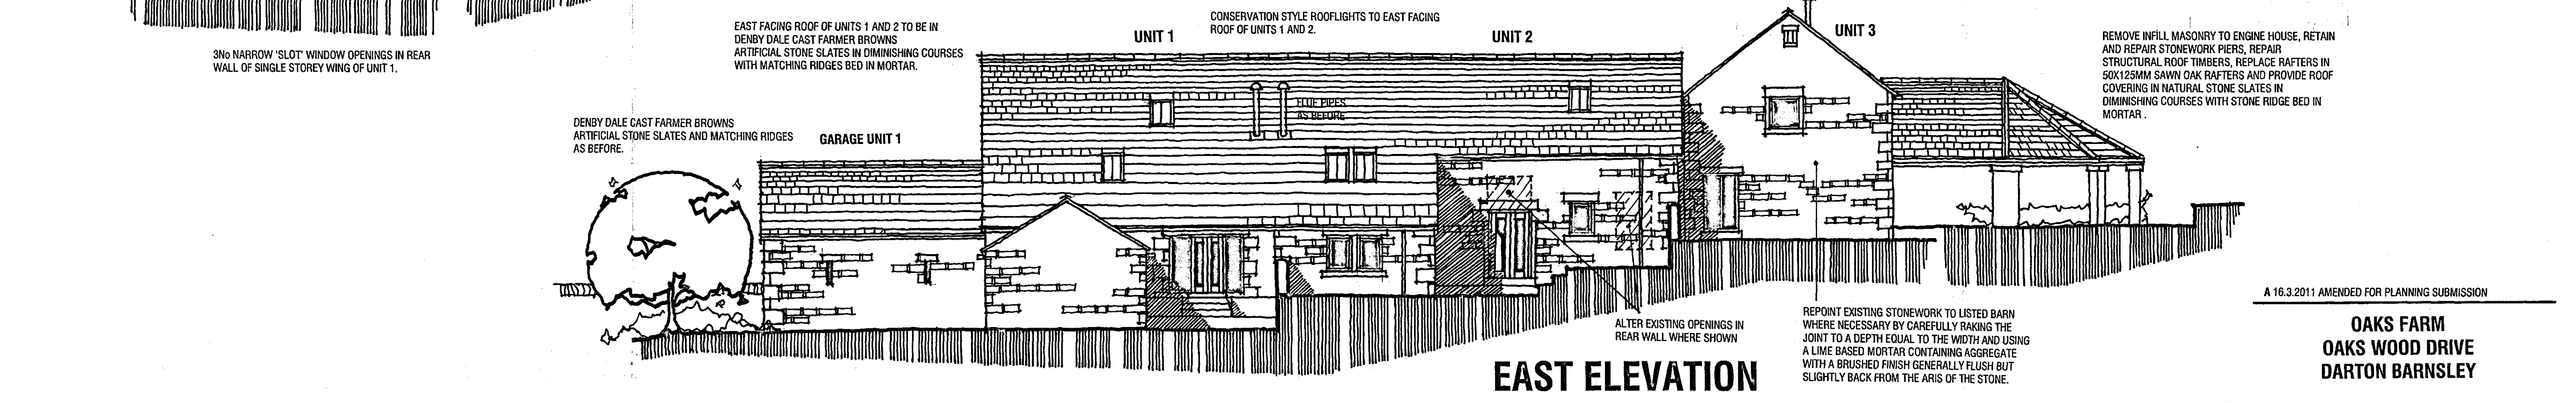 3No NARROW 'SLOT' WINDOW OPENINGS IN REAR
WALL OF SINGLE STOREY WING OF UNIT 1.
EAST FACING ROOF OF UNITS 1 AND 2 TO BE IN
DENBY DALE CAST FARMER BROWNS
ARTIFICIAL STONE SLATES IN DIMINISHING COURSES
WITH MATCHING RIDGES BED IN MORTAR.
CONSERVATION STYLE ROOFLIGHTS TO EAST FACING
ROOF OF UNITS 1 AND 2.
UNIT 1
UNIT 2
UNIT 3
REMOVE INFILL MASONRY TO ENGINE HOUSE, RETAIN
AND REPAIR STONEWORK PIERS, REPAIR
STRUCTURAL ROOF TIMBERS, REPLACE RAFTERS IN
50X125MM SAWN OAK RAFTERS AND PROVIDE ROOF
COVERING IN NATURAL STONE SLATES IN
DIMINISHING COURSES WITH STONE RIDGE BED IN
MORTAR .
FLUE PIPES
AS BEFORE
DENBY DALE CAST FARMER BROWNS
ARTIFICIAL STONE SLATES AND MATCHING RIDGES
AS BEFORE.
GARAGE UNIT 1
ALTER EXISTING OPENINGS IN
REAR WALL WHERE SHOWN
REPOINT EXISTING STONEWORK TO LISTED BARN
WHERE NECESSARY BY CAREFULLY RAKING THE
JOINT TO A DEPTH EQUAL TO THE WIDTH AND USING
A LIME BASED MORTAR CONTAINING AGGREGATE
WITH A BRUSHED FINISH GENERALLY FLUSH BUT
SLIGHTLY BACK FROM THE ARIS OF THE STONE.
EAST ELEVATION
A 16.3.2011 AMENDED FOR PLANNING SUBMISSION
OAKS FARM
OAKS WOOD DRIVE
DARTON BARNSLEY